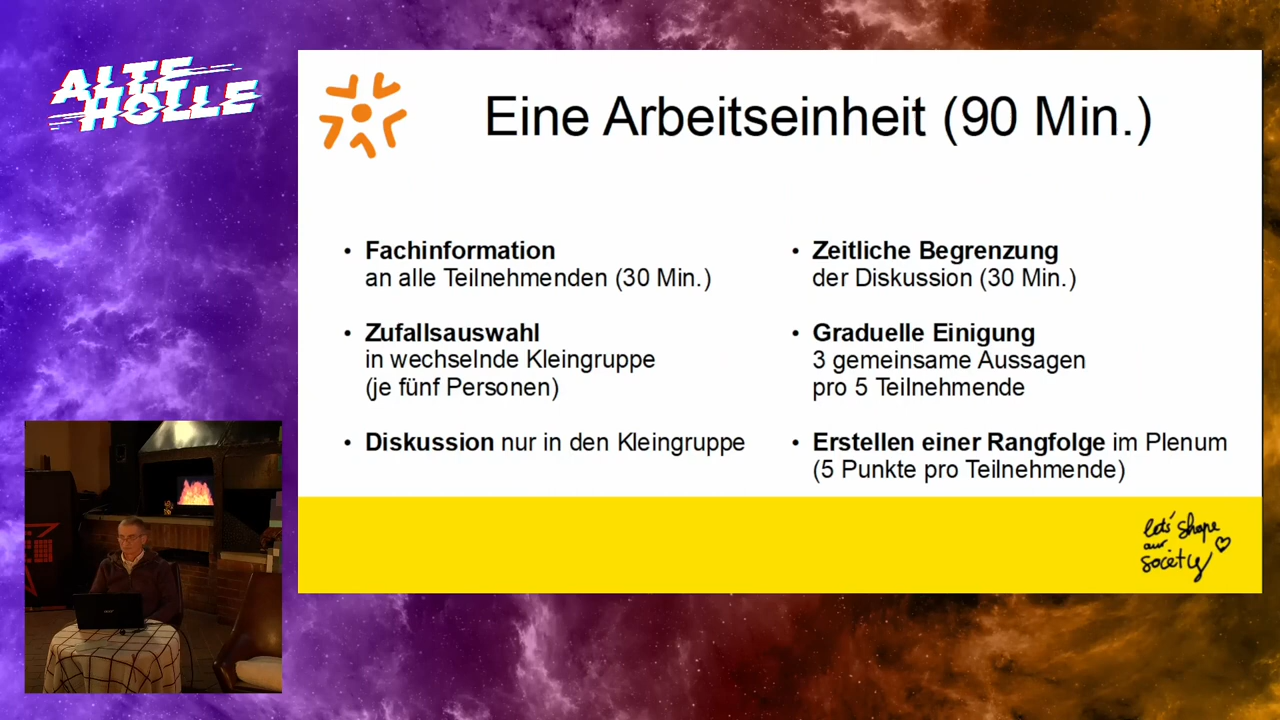 ALTE
HÖLLE
Eine Arbeitseinheit (90 Min.)
• Fachinformation
an alle Teilnehmenden (30 Min.)
• Zufallsauswahl
in wechselnde Kleingruppe
(je fünf Personen)
• Diskussion nur in den Kleingruppe
• Zeitliche Begrenzung
der Diskussion (30 Min.)
• Graduelle Einigung
3 gemeinsame Aussagen
pro 5 Teilnehmende
• Erstellen einer Rangfolge im Plenum
(5 Punkte pro Teilnehmende)
let's shape
our
society
acer